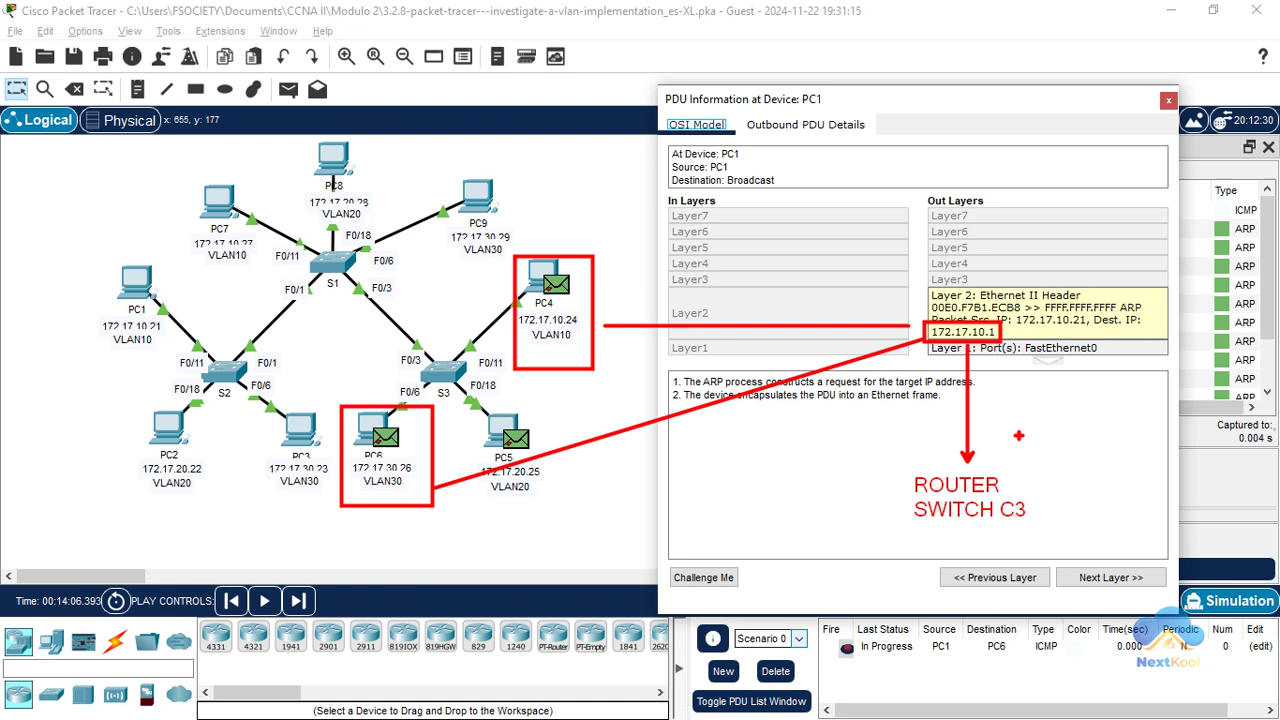 Cisco Packet Tracer - C:\Users\FSOCIETY\Documents\CCNA II\Modulo 2\3.2.8-packet-tracer---investigate-a-vlan-implementation_es-XL.pka - Guest - 2024-11-22 19:31:15
File Edit Options View Tools Extensions Window Help
Logical Physical x: 655, y: 177
20:12:30
PDU Information at Device: PC1
OSI Model Outbound PDU Details
At Device: PC1
Source: PC1
Destination: Broadcast
In Layers
Layer7
Layer6
Layer5
Layer4
Layer3
Layer2
Layer1
Out Layers
Layer7
Layer6
Layer5
Layer4
Layer3
Layer 2: Ethernet II Header
00E0.F7B1.ECB8 >> FFFF.FFFF.FFFF ARP
Packet Src. IP: 172.17.10.21, Dest. IP:
172.17.10.1
Layer 1: Port(s): FastEthernet0
1. The ARP process constructs a request for the target IP address.
2. The device encapsulates the PDU into an Ethernet frame.
ROUTER
SWITCH C3
Challenge Me << Previous Layer Next Layer >>
Type
ICMP
ARP
ARP
ARP
ARP
ARP
ARP
ARP
ARP
ARP
ARP
Captured to:
0.004 s
PC8
172.17.20.28
VLAN20
PC7
172.17.10.27
VLAN10
PC9
172.17.30.29
VLAN30
F0/18
F0/11
F0/6
S1
F0/1
F0/3
PC1
172.17.10.21
VLAN10
PC4
172.17.10.24
VLAN10
F0/1
F0/11
F0/18
F0/6
S2
F0/3
F0/11
F0/18
F0/6
S3
PC2
172.17.20.22
VLAN20
PC3
172.17.30.23
VLAN30
PC6
172.17.30.26
VLAN30
PC5
172.17.20.25
VLAN20
Time: 00:14:06.393 PLAY CONTROLS:
Simulation
4331 4321 1941 2901 2911 819IOX 819HGW 829 1240 PT-Router PT-Empty 1841 2620
(Select a Device to Drag and Drop to the Workspace)
Scenario 0
New Delete
Toggle PDU List Window
Fire Last Status Source Destination Type Color Time(sec) Periodic Num Edit
In Progress PC1 PC6 ICMP 0.000 N 0 (edit)
NextKool